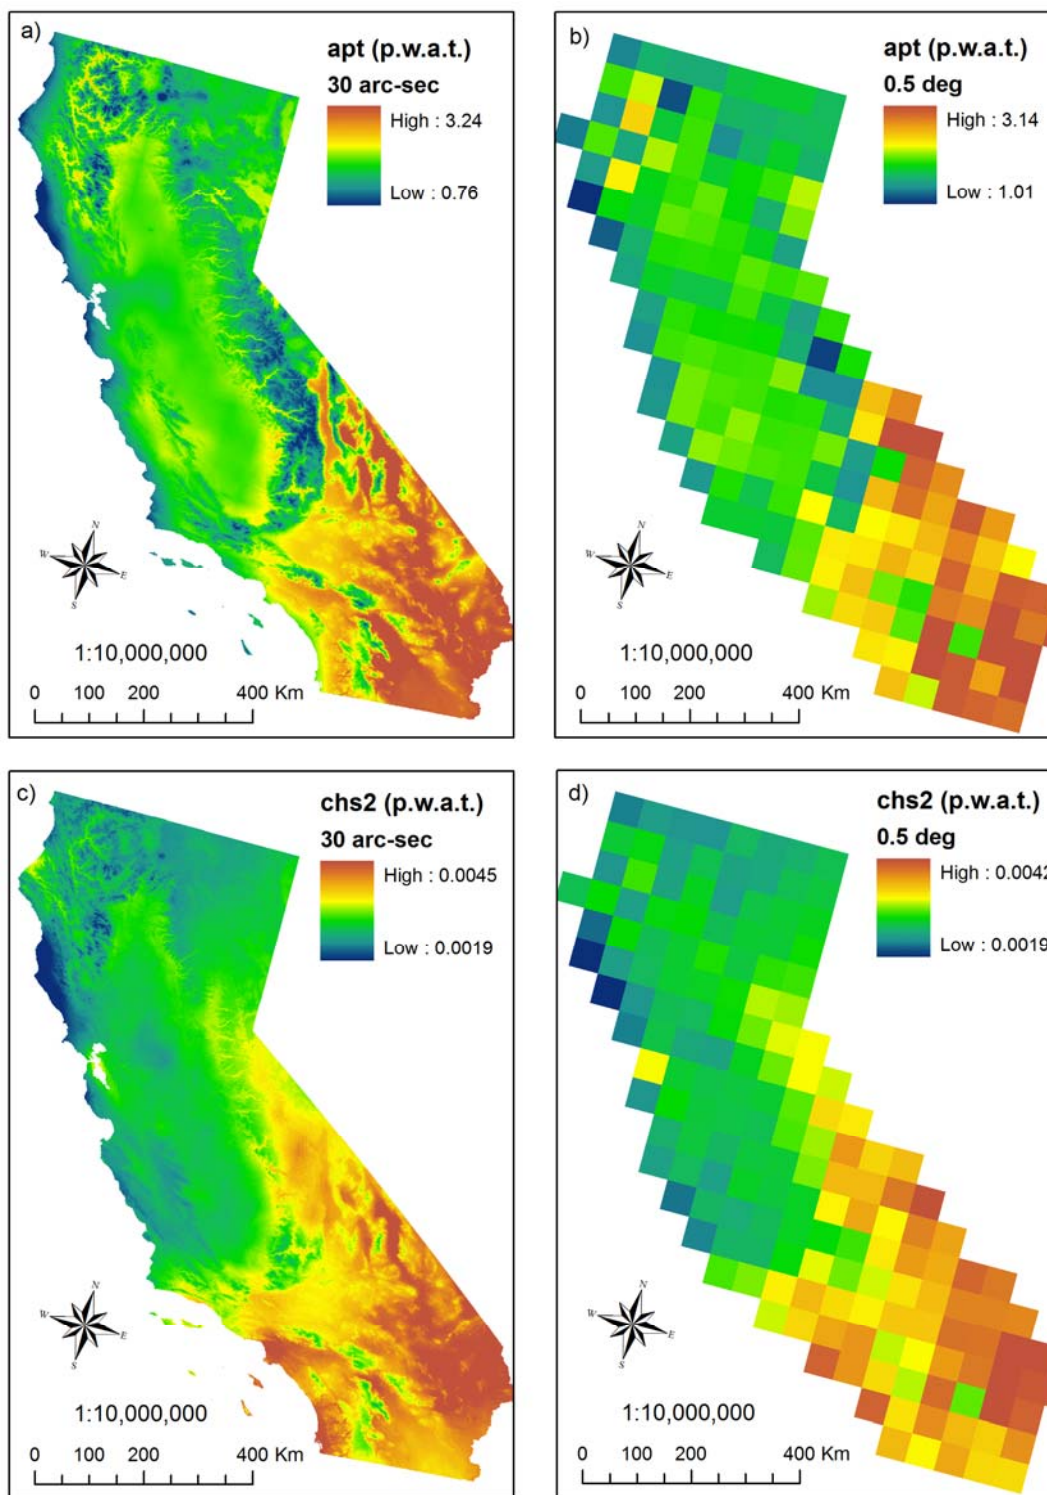 a)
apt (p.w.a.t.)
30 arc-sec
High : 3.24
Low : 0.76
N
W
E
S
1:10,000,000
0 100 200 400 Km
b)
apt (p.w.a.t.)
0.5 deg
High : 3.14
Low : 1.01
N
W
E
S
1:10,000,000
0 100 200 400 Km
c)
chs2 (p.w.a.t.)
30 arc-sec
High : 0.0045
Low : 0.0019
N
W
E
S
1:10,000,000
0 100 200 400 Km
d)
chs2 (p.w.a.t.)
0.5 deg
High : 0.0042
Low : 0.0019
N
W
E
S
1:10,000,000
0 100 200 400 Km